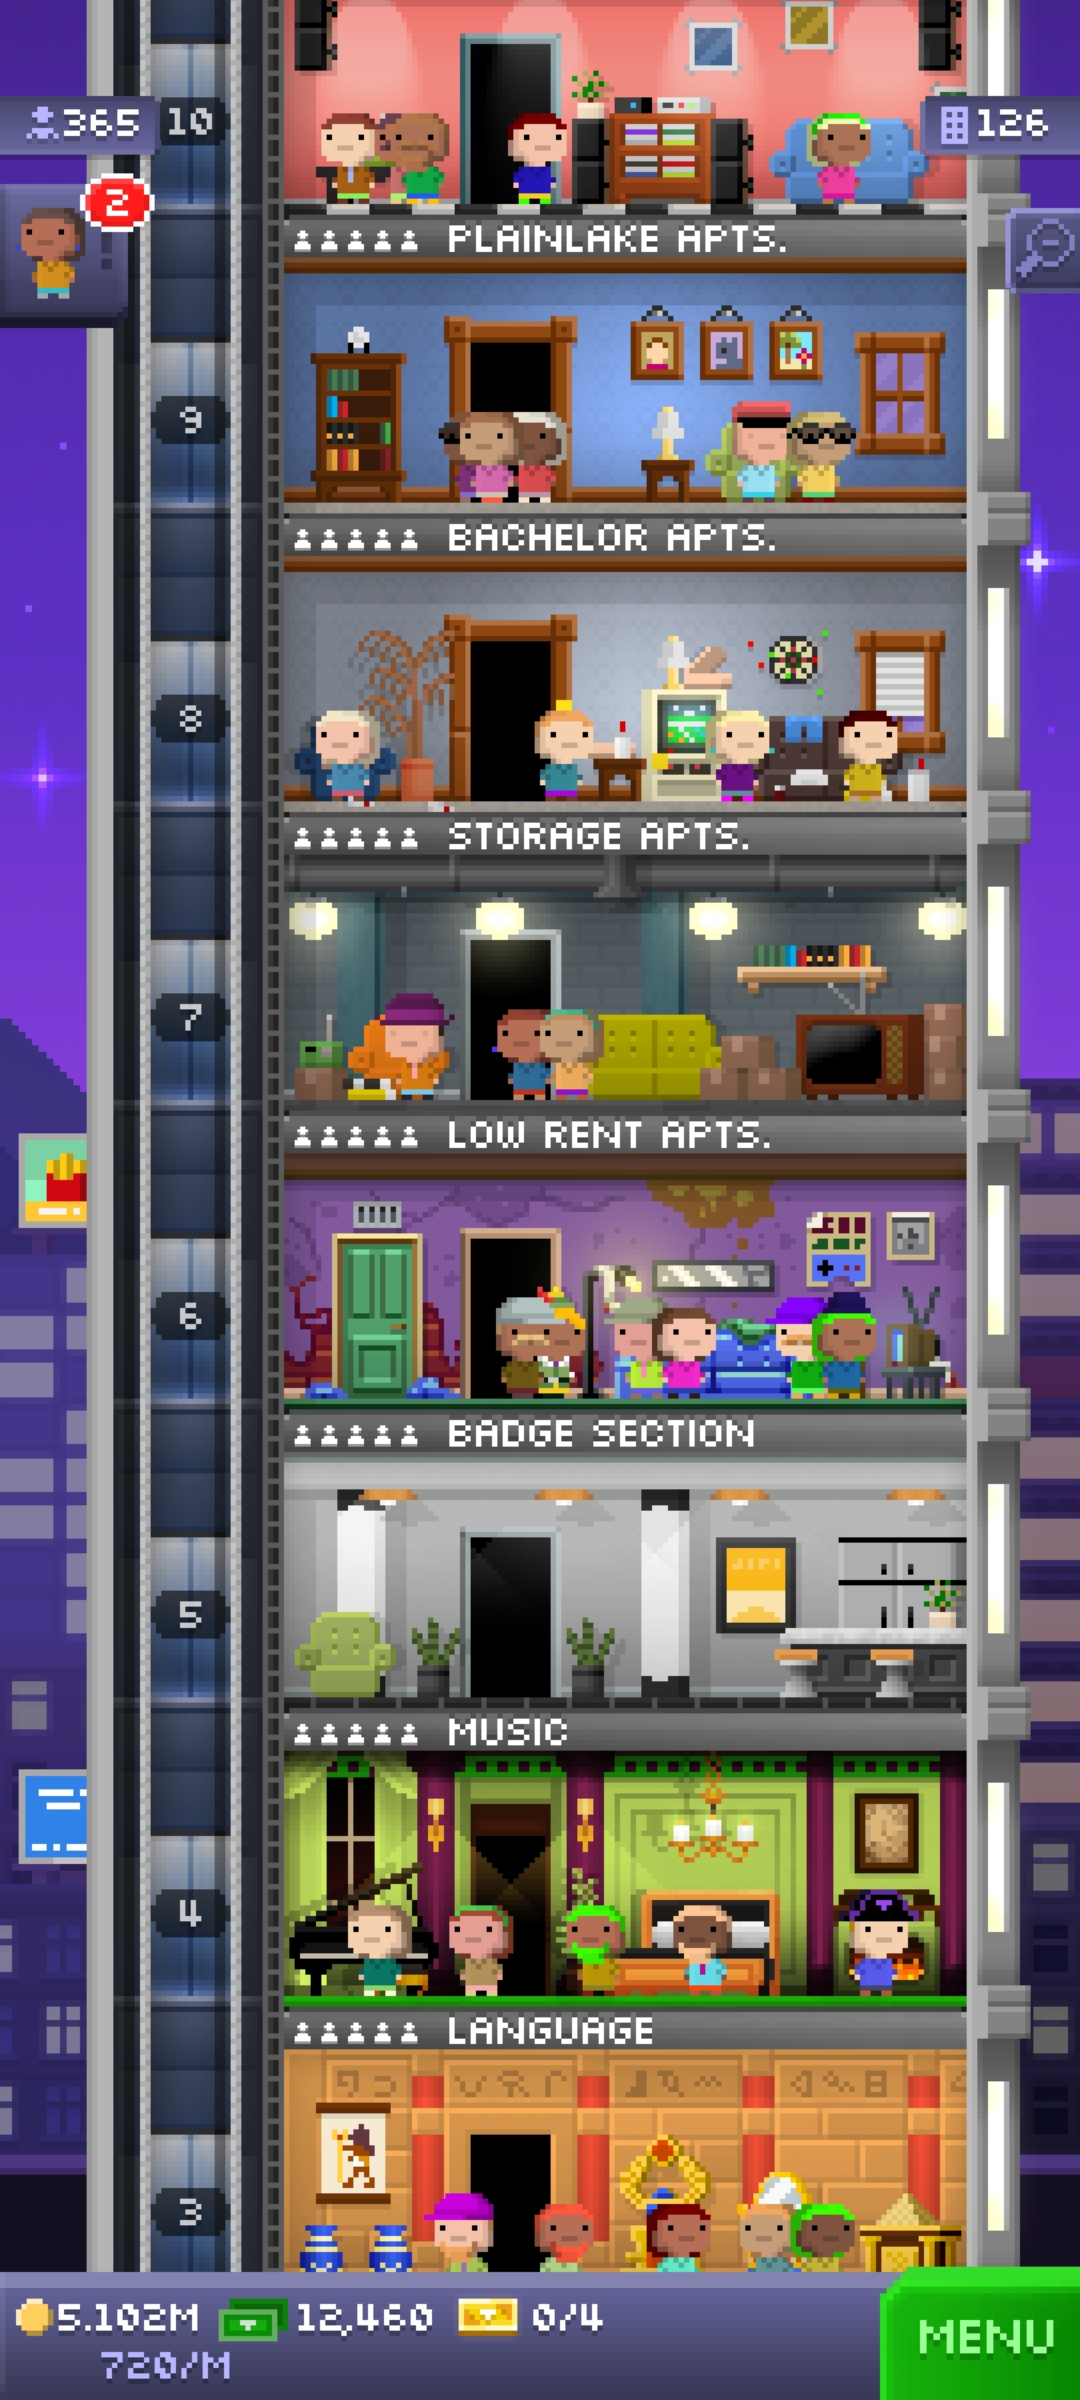 365
10
126
2
PLAINLAKE APTS.
9
BACHELOR APTS.
8
STORAGE APTS.
7
LOW RENT APTS.
6
BADGE SECTION
5
MUSIC
4
LANGUAGE
3
5.102M 12,460 0/4
720/M
MENU